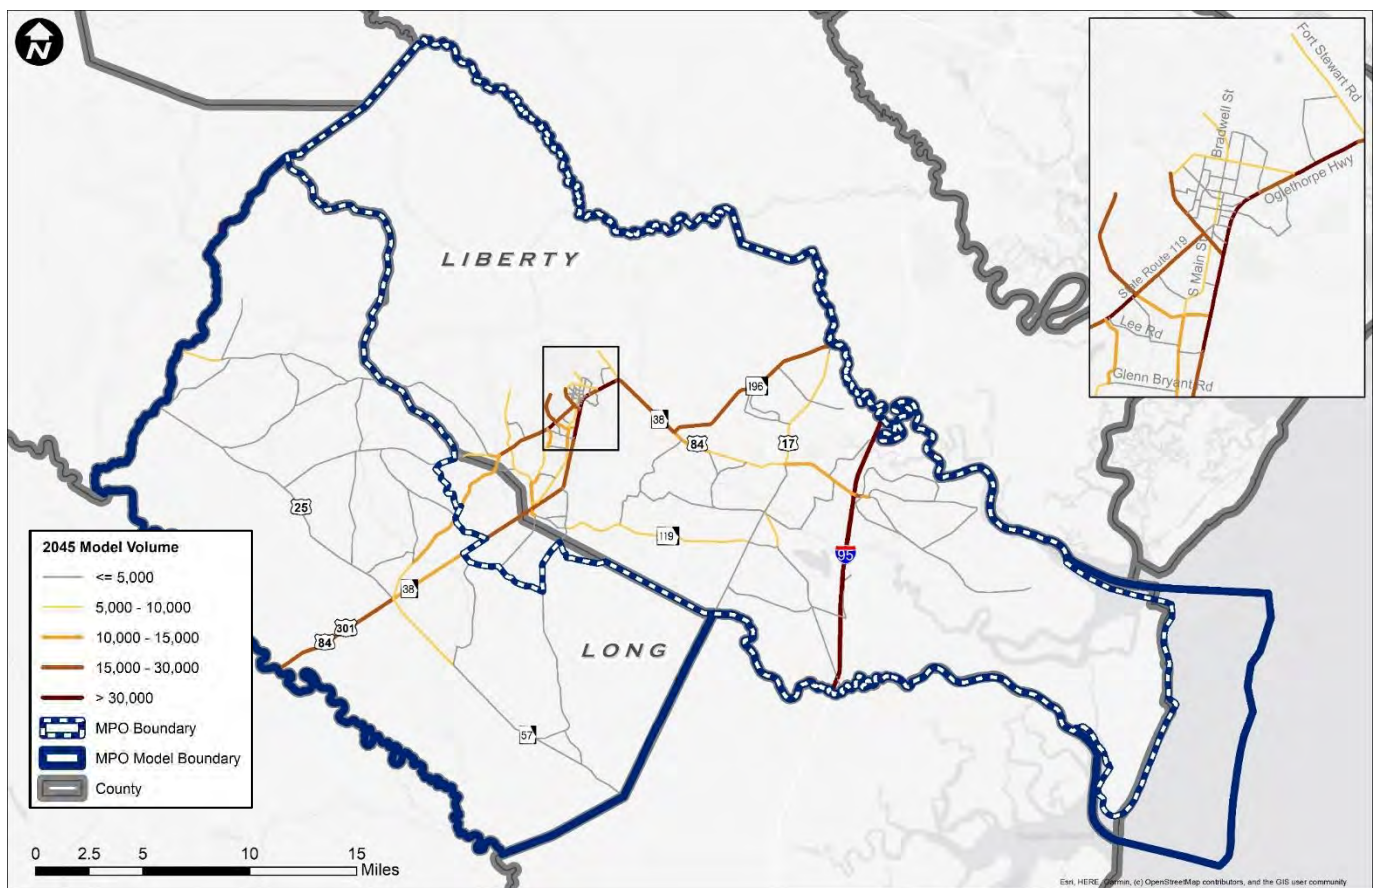 N
Fort Stewart Rd
Bradwell St
Oglethorpe Hwy
State Route 119
S Main St
Lee Rd
Glenn Bryant Rd
LIBERTY
196
38
84
17
25
119
95
38
301
84
LONG
57
2045 Model Volume
<= 5,000
5,000 - 10,000
10,000 - 15,000
15,000 - 30,000
> 30,000
MPO Boundary
MPO Model Boundary
County
0 2.5 5 10 15
Miles
Esri, HERE, Garmin, (c) OpenStreetMap contributors, and the GIS user community